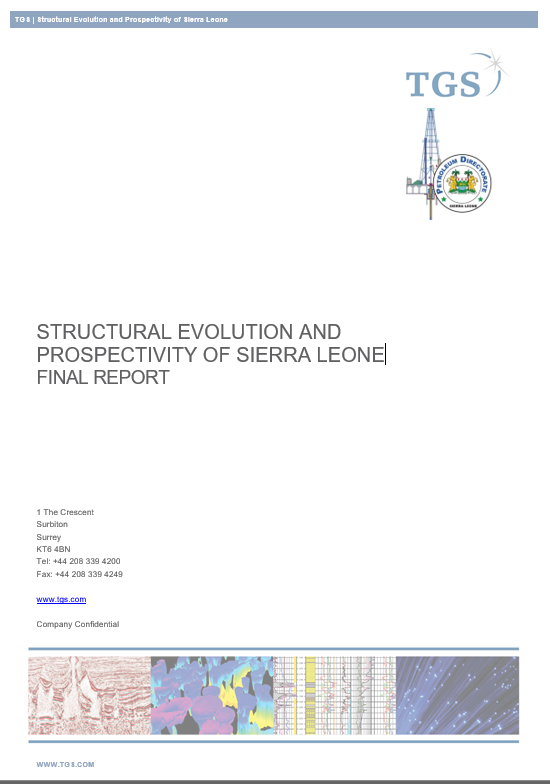 TGS | Structural Evolution and Prospectivity of Sierra Leone
TGS
PETROLEUM DIRECTORATE
SIERRA LEONE
STRUCTURAL EVOLUTION AND
PROSPECTIVITY OF SIERRA LEONE
FINAL REPORT
1 The Crescent
Surbiton
Surrey
KT6 4BN
Tel: +44 208 339 4200
Fax: +44 208 339 4249
www.tgs.com
Company Confidential
WWW.TGS.COM